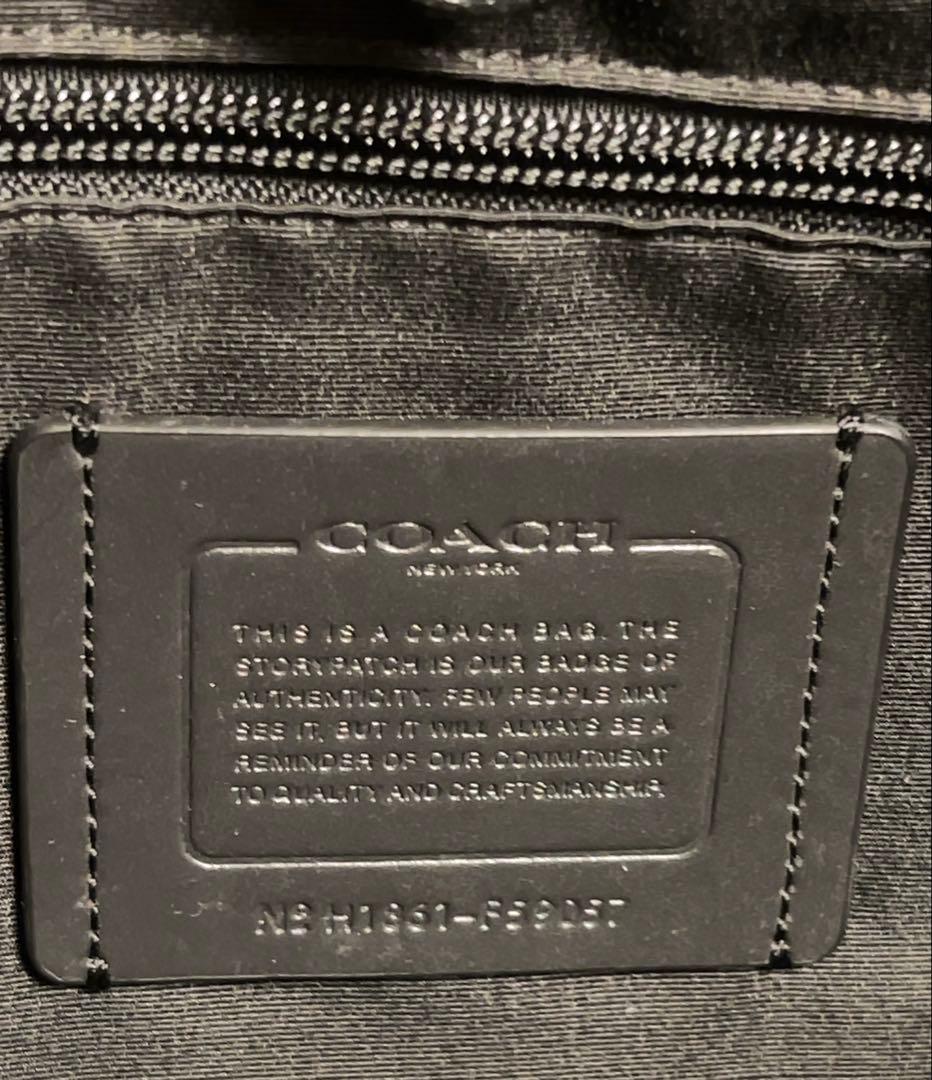 COACH
NEW YORK
THIS IS A COACH BAG. THE
STORYPATCH IS OUR BADGE OF
AUTHENTICITY. FEW PEOPLE MAY
SEE IT, BUT IT WILL ALWAYS BE A
REMINDER OF OUR COMMITMENT
TO QUALITY AND CRAFTSMANSHIP.
Nº